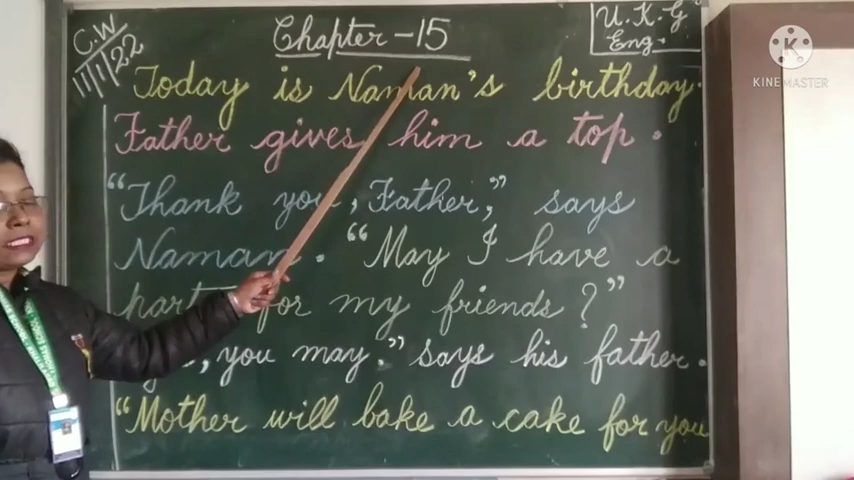 C.W
11/1/22
Chapter - 15
U.K.G
Eng.
Today is Naman's birthday.
Father gives him a top.
"Thank you, Father," says
Naman. "May I have a
for my friends?"
, you may." says his father.
"Mother will bake a cake for you
K
KINEMASTER